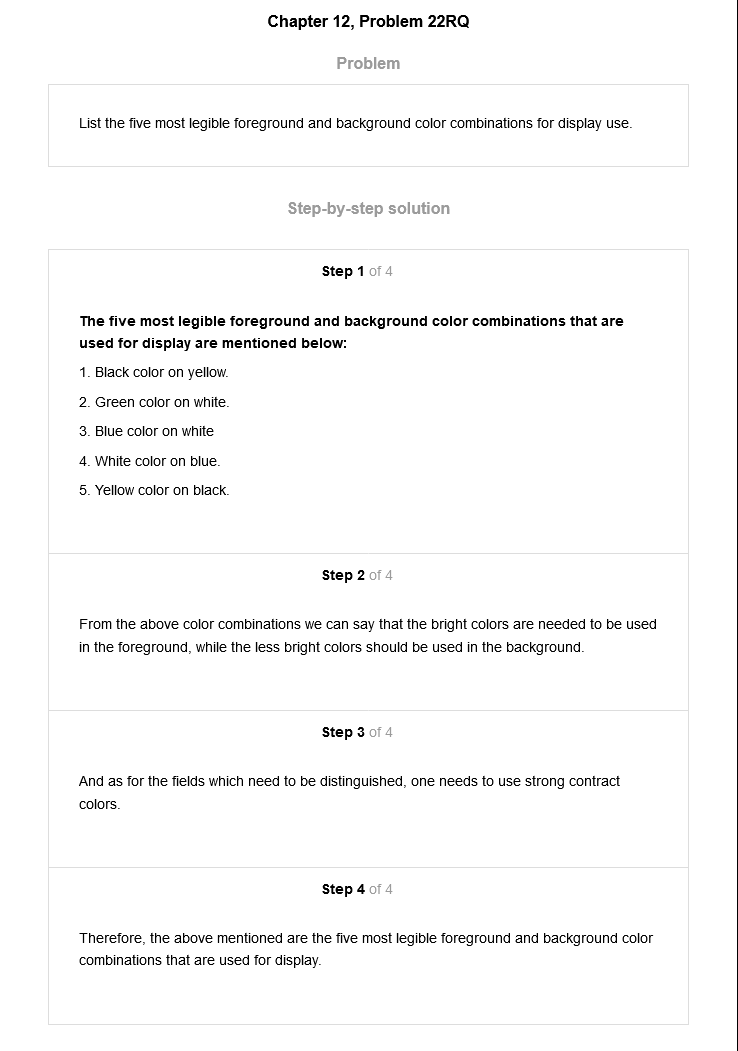 Chapter 12, Problem 22RQ
Problem
List the five most legible foreground and background color combinations for display use.
Step-by-step solution
Step 1 of 4
The five most legible foreground and background color combinations that are
used for display are mentioned below:
1. Black color on yellow.
2. Green color on white.
3. Blue color on white
4. White color on blue.
5. Yellow color on black.
Step 2 of 4
From the above color combinations we can say that the bright colors are needed to be used
in the foreground, while the less bright colors should be used in the background.
Step 3 of 4
And as for the fields which need to be distinguished, one needs to use strong contract
colors.
Step 4 of 4
Therefore, the above mentioned are the five most legible foreground and background color
combinations that are used for display.